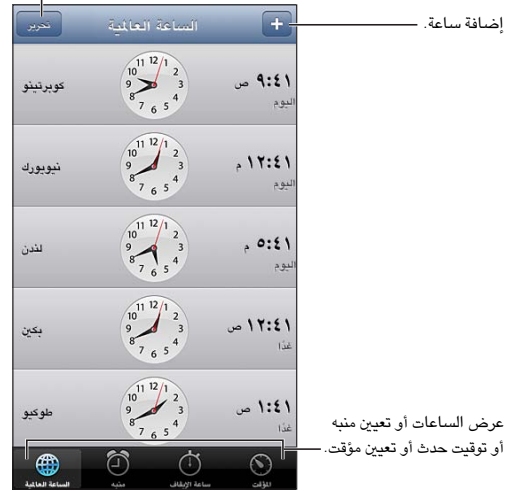 إضافة ساعة.
تحرير
الساعة العالمية
+
كوبرتينو
٩:٤١ ص
اليوم
نيويورك
١٢:٤١ م
اليوم
لندن
٥:٤١ م
اليوم
بكين
١٢:٤١ ص
غدًا
طوكيو
١:٤١ ص
غدًا
عرض الساعات أو تعيين منبه
أو توقيت حدث أو تعيين مؤقت.
الساعة العالمية
منبه
ساعة الإيقاف
المؤقت